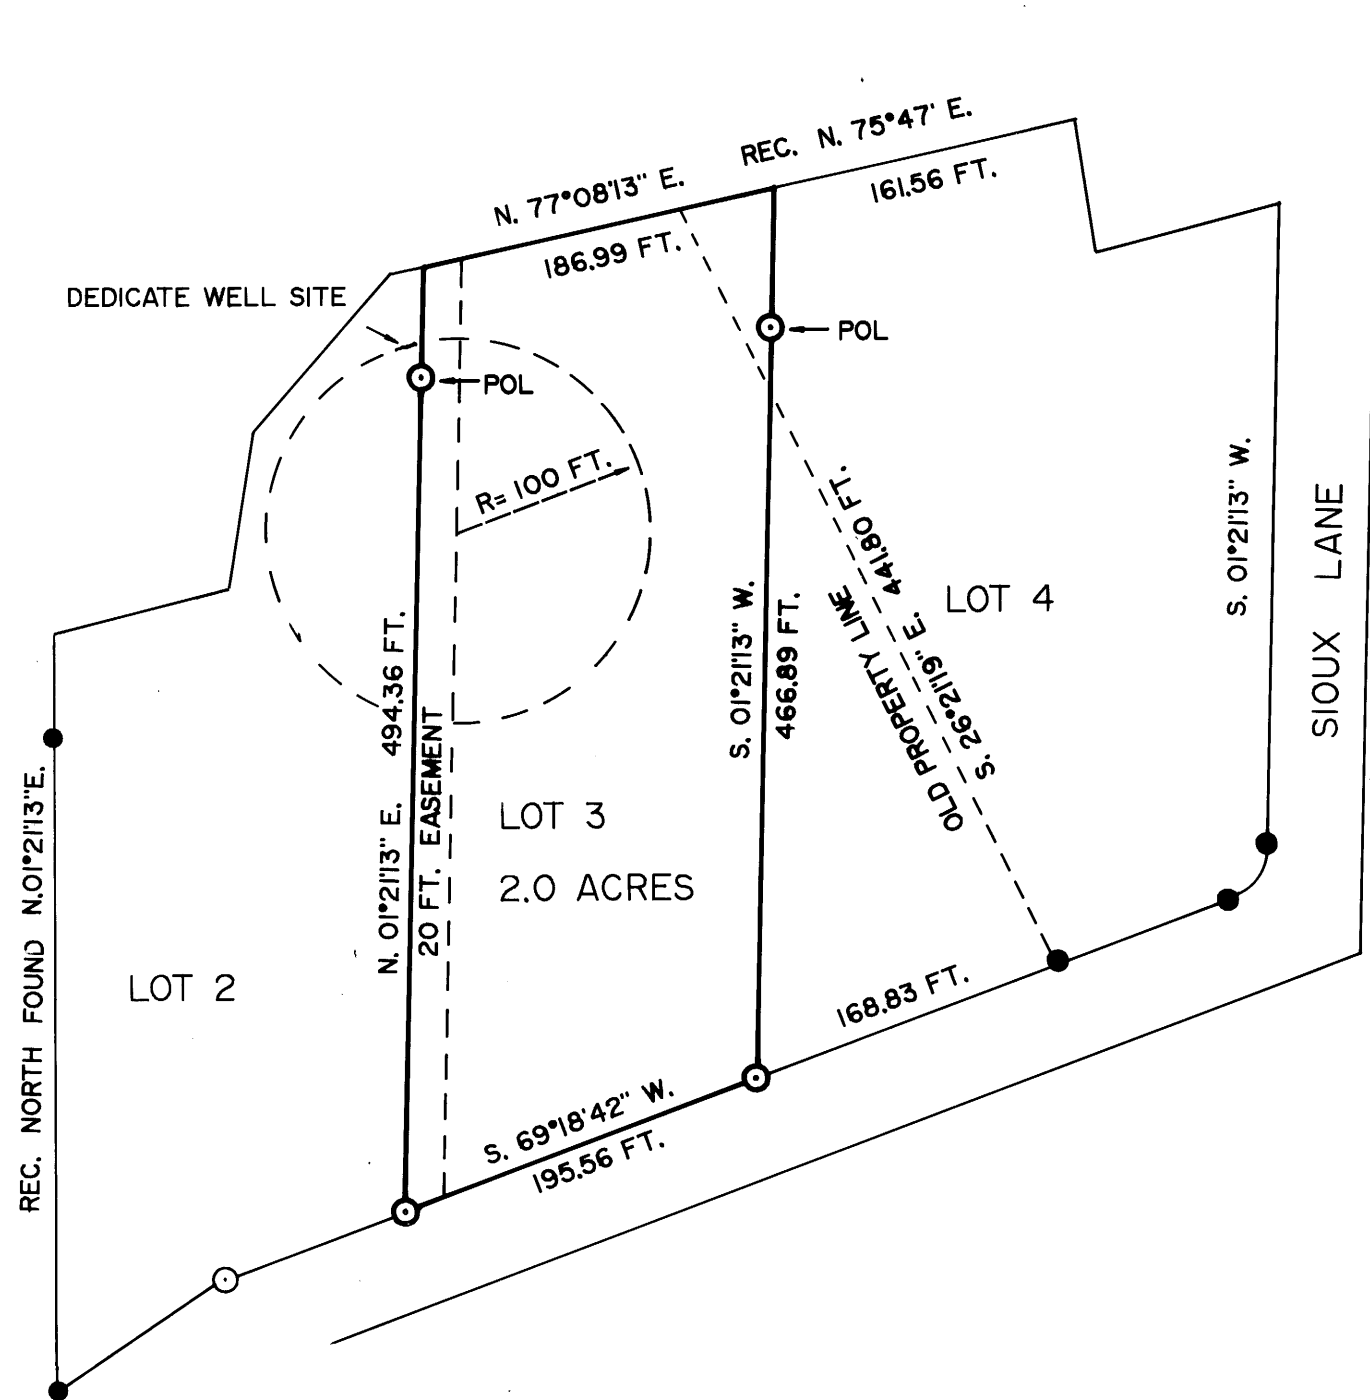 REC. N. 75°47' E.
N. 77°08'13" E.
161.56 FT.
186.99 FT.
DEDICATE WELL SITE
POL
POL
R= 100 FT.
N. 01°21'13" E. 494.36 FT.
20 FT. EASEMENT
S. 01°21'13" W.
466.89 FT.
OLD PROPERTY LINE
S. 26°21'19" E. 441.80 FT.
LOT 4
S. 01°21'13" W.
SIOUX LANE
LOT 3
2.0 ACRES
REC. NORTH FOUND N.01°21'13"E.
LOT 2
168.83 FT.
S. 69°18'42" W.
195.56 FT.